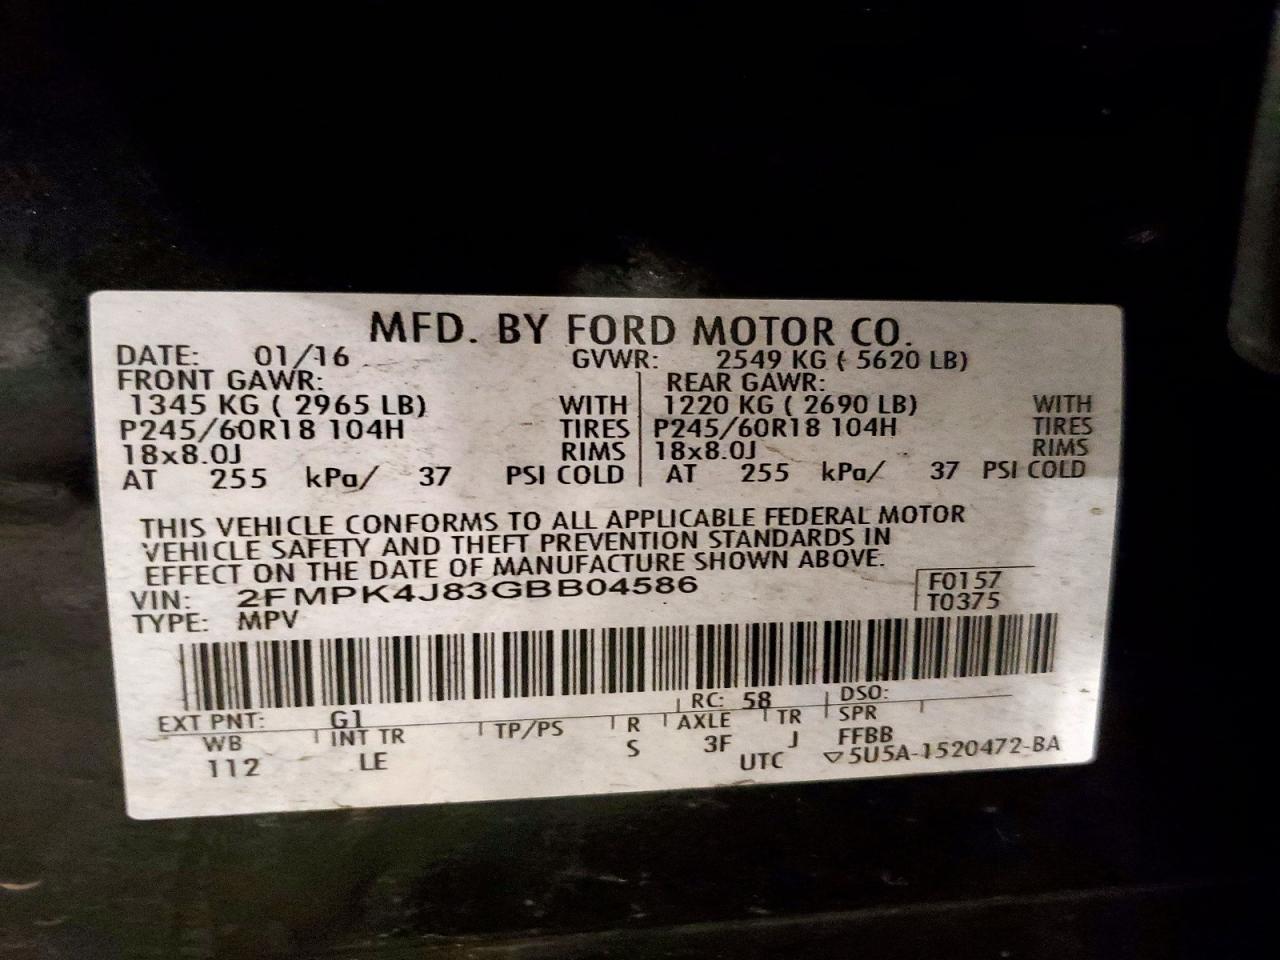 MFD. BY FORD MOTOR CO.
DATE: 01/16 GVWR: 2549 KG ( 5620 LB)
FRONT GAWR: REAR GAWR:
1345 KG ( 2965 LB) WITH 1220 KG ( 2690 LB) WITH
P245/60R18 104H TIRES P245/60R18 104H TIRES
18x8.0J RIMS 18x8.0J RIMS
AT 255 kPa/ 37 PSI COLD AT 255 kPa/ 37 PSI COLD
THIS VEHICLE CONFORMS TO ALL APPLICABLE FEDERAL MOTOR
VEHICLE SAFETY AND THEFT PREVENTION STANDARDS IN
EFFECT ON THE DATE OF MANUFACTURE SHOWN ABOVE.
VIN: 2FMPK4J83GBB04586 F0157
TYPE: MPV T0375
EXT PNT: G1 RC: 58 DSO:
WB INT TR TP/PS R AXLE TR SPR
112 LE S 3F J FFBB
UTC ▽5U5A-1520472-BA